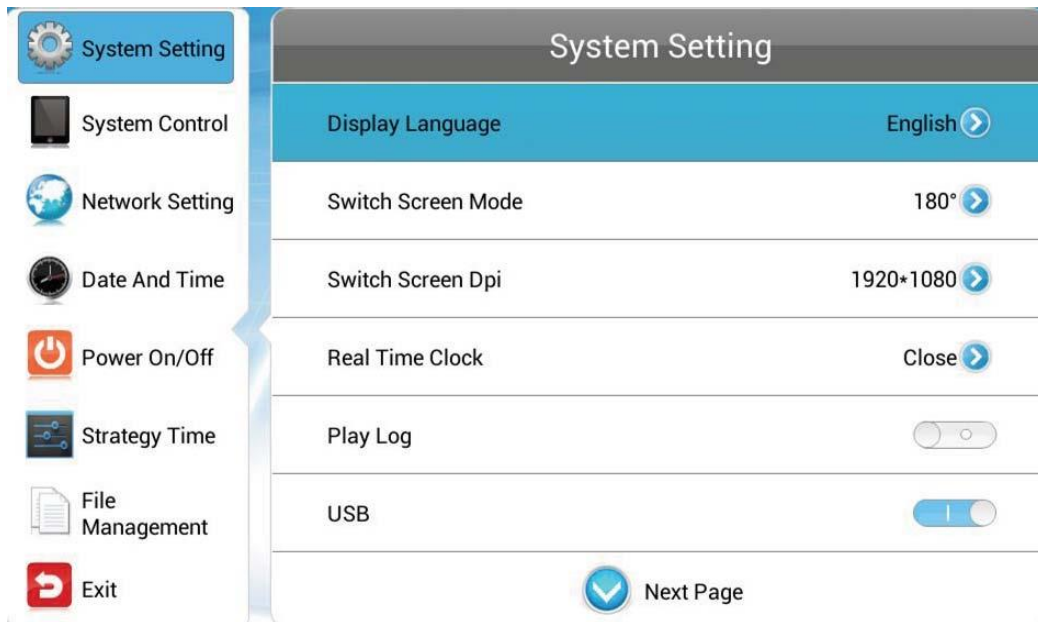 System Setting
System Control
Network Setting
Date And Time
Power On/Off
Strategy Time
File
Management
Exit
System Setting
Display Language English
Switch Screen Mode 180°
Switch Screen Dpi 1920*1080
Real Time Clock Close
Play Log
USB
Next Page